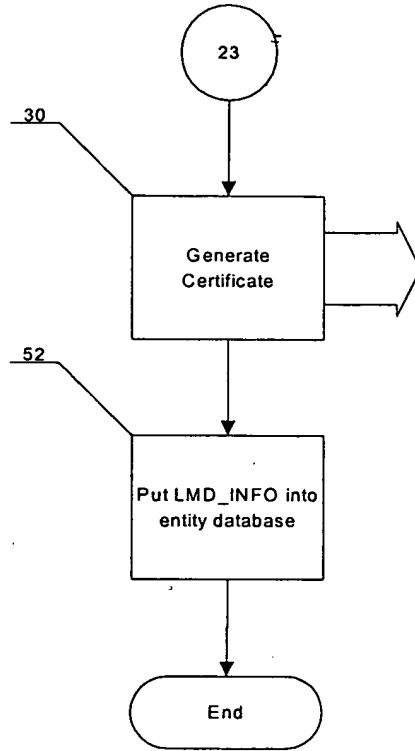 23
30
Generate
Certificate
52
Put LMD_INFO into
entity database
End